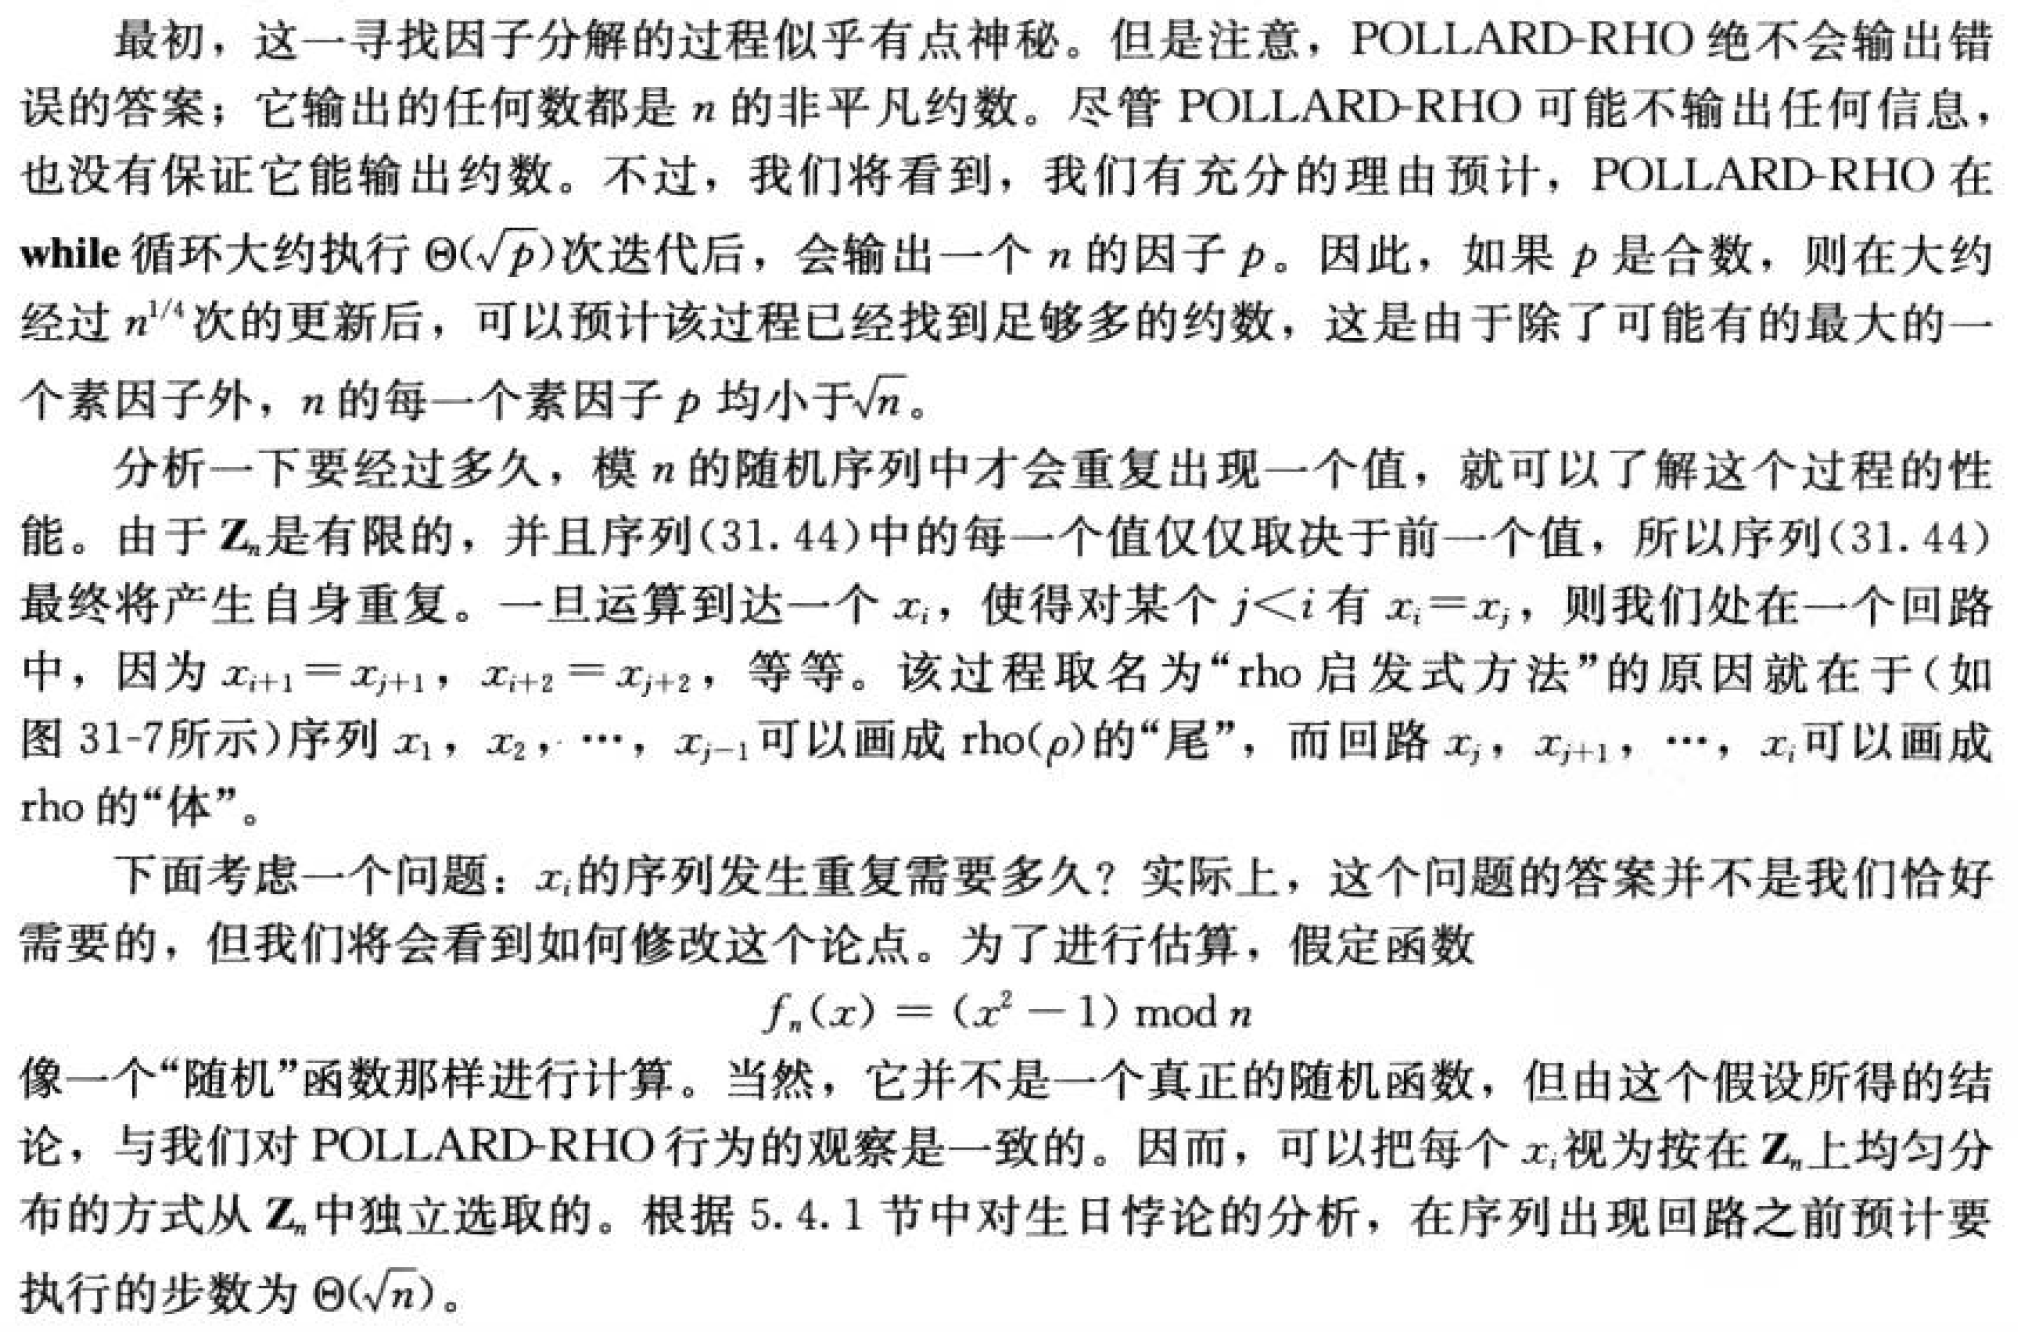 最初，这一寻找因子分解的过程似乎有点神秘。但是注意，POLLARD-RHO 绝不会输出错
误的答案；它输出的任何数都是 n 的非平凡约数。尽管 POLLARD-RHO 可能不输出任何信息，
也没有保证它能输出约数。不过，我们将看到，我们有充分的理由预计，POLLARD-RHO 在
while 循环大约执行 Θ(√p)次迭代后，会输出一个 n 的因子 p。因此，如果 p 是合数，则在大约
经过 n^{1/4} 次的更新后，可以预计该过程已经找到足够多的约数，这是由于除了可能有的最大的一
个素因子外，n 的每一个素因子 p 均小于√n。
分析一下要经过多久，模 n 的随机序列中才会重复出现一个值，就可以了解这个过程的性
能。由于 Z_n 是有限的，并且序列(31.44)中的每一个值仅仅取决于前一个值，所以序列(31.44)
最终将产生自身重复。一旦运算到达一个 x_i，使得对某个 j<i 有 x_i=x_j，则我们处在一个回路
中，因为 x_{i+1}=x_{j+1}，x_{i+2}=x_{j+2}，等等。该过程取名为“rho 启发式方法”的原因就在于(如
图 31-7所示)序列 x_1，x_2，…，x_{j-1}可以画成 rho(ρ)的“尾”，而回路 x_j，x_{j+1}，…，x_i可以画成
rho 的“体”。
下面考虑一个问题：x_i的序列发生重复需要多久？实际上，这个问题的答案并不是我们恰好
需要的，但我们将会看到如何修改这个论点。为了进行估算，假定函数
f_n(x) = (x² − 1) mod n
像一个“随机”函数那样进行计算。当然，它并不是一个真正的随机函数，但由这个假设所得的结
论，与我们对 POLLARD-RHO 行为的观察是一致的。因而，可以把每个 x_i视为按在 Z_n上均匀分
布的方式从 Z_n中独立选取的。根据 5.4.1 节中对生日悖论的分析，在序列出现回路之前预计要
执行的步数为 Θ(√n)。